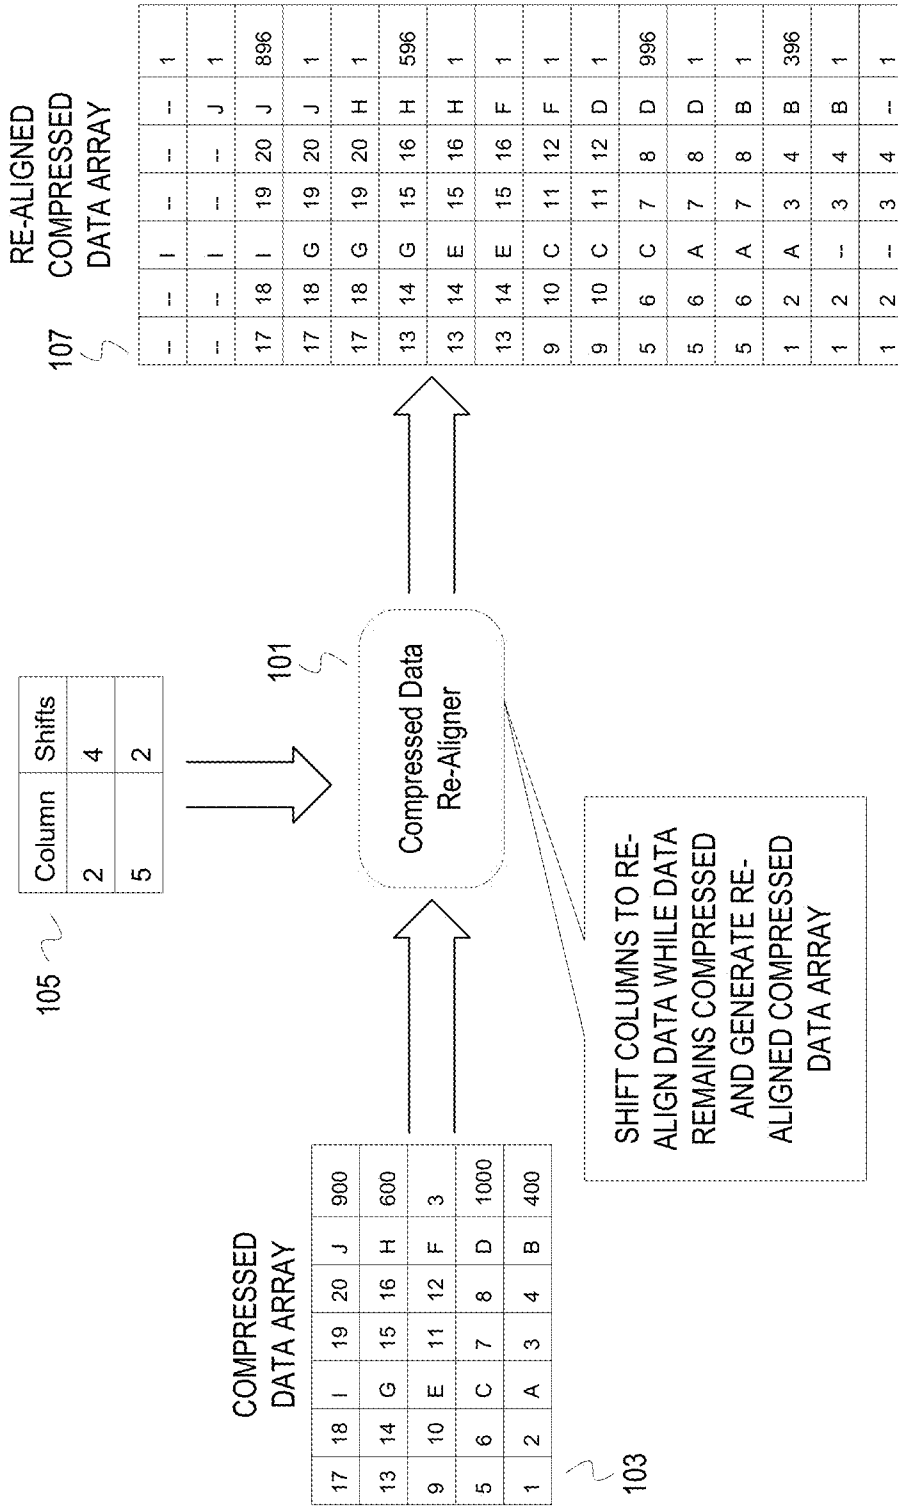 COMPRESSED
DATA ARRAY
17 18 I 19 20 J 900
13 14 G 15 16 H 600
9 10 E 11 12 F 3
5 6 C 7 8 D 1000
1 2 A 3 4 B 400
103
105
Column Shifts
2 4
5 2
101
Compressed Data
Re-Aligner
SHIFT COLUMNS TO RE-
ALIGN DATA WHILE DATA
REMAINS COMPRESSED
AND GENERATE RE-
ALIGNED COMPRESSED
DATA ARRAY
RE-ALIGNED
COMPRESSED
DATA ARRAY
107
-- -- I -- -- -- 1
-- -- I -- -- J 1
17 18 I 19 20 J 896
17 18 G 19 20 J 1
17 18 G 19 20 H 1
13 14 G 15 16 H 596
13 14 E 15 16 H 1
13 14 E 15 16 F 1
9 10 C 11 12 F 1
9 10 C 11 12 D 1
5 6 C 7 8 D 996
5 6 A 7 8 D 1
5 6 A 7 8 B 1
1 2 A 3 4 B 396
1 2 -- 3 4 B 1
1 2 -- 3 4 -- 1